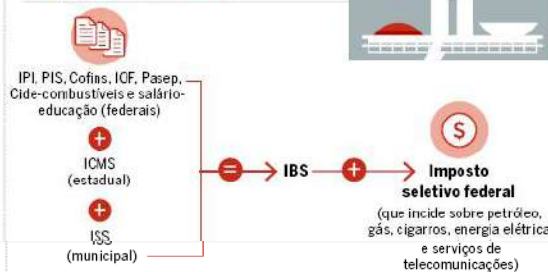 IPI, PIS, Cofins, IOF, Pasep,
Cide-combustíveis e salário-
educação (federais)
+
ICMS
(estadual)
+
ISS
(municipal)
=
IBS
+
$
Imposto
seletivo federal
(que incide sobre petróleo,
gás, cigarros, energia elétrica
e serviços de
telecomunicações)